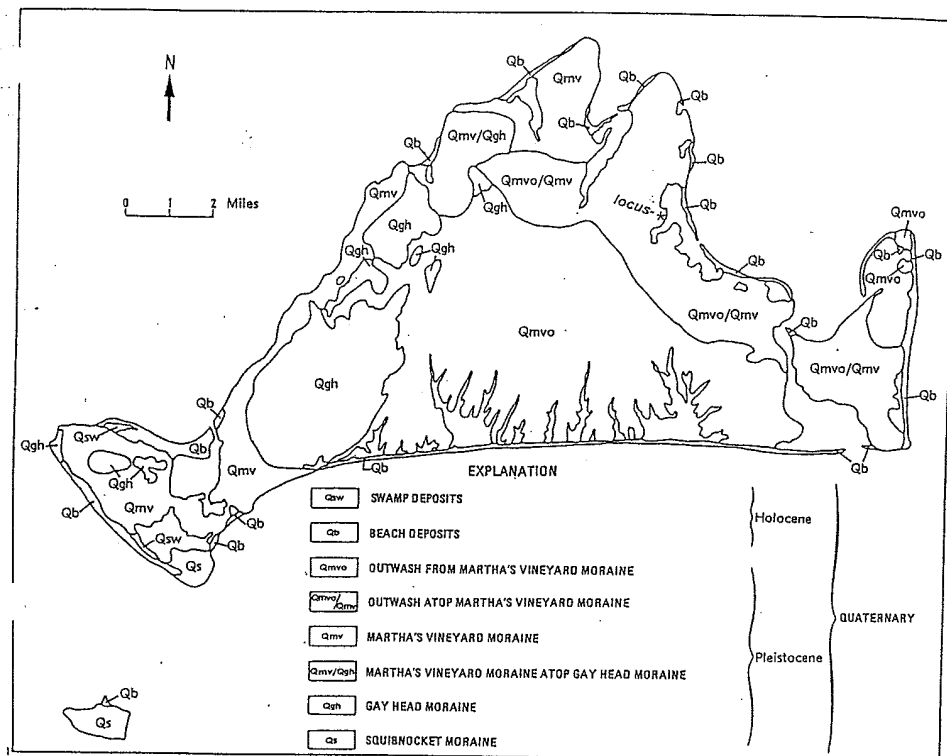 N
0 1 2 Miles
Qb
Qmv
Qb
Qb
Qb
Qb
Qmv/Qgh
Qb
Qmvo/Qmv
Qmv
Qgh
locus-*
Qb
Qmvo
Qgh
Qgh
Qb
Qb
Qgh
Qb
Qmvo
Qmvo/Qmv
Qmvo
Qb
Qmvo/Qmv
Qgh
Qb
Qb
Qgh
Qsw
Qb
Qmv
Qb
Qb
Qgh
Qmv
Qb
Qb
Qsw
Qb
Qs
Qb
Qs
EXPLANATION
Qsw SWAMP DEPOSITS
Qb BEACH DEPOSITS
Holocene
Qmvo OUTWASH FROM MARTHA'S VINEYARD MORAINE
Qmvo/Qmv OUTWASH ATOP MARTHA'S VINEYARD MORAINE
QUATERNARY
Qmv MARTHA'S VINEYARD MORAINE
Pleistocene
Qmv/Qgh MARTHA'S VINEYARD MORAINE ATOP GAY HEAD MORAINE
Qgh GAY HEAD MORAINE
Qs SQUIBNOCKET MORAINE